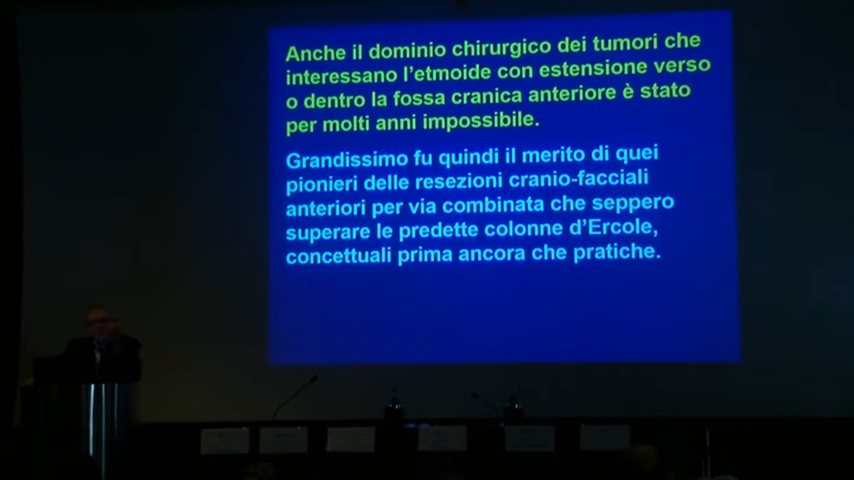 Anche il dominio chirurgico dei tumori che
interessano l'etmoide con estensione verso
o dentro la fossa cranica anteriore è stato
per molti anni impossibile.
Grandissimo fu quindi il merito di quei
pionieri delle resezioni cranio-facciali
anteriori per via combinata che seppero
superare le predette colonne d'Ercole,
concettuali prima ancora che pratiche.